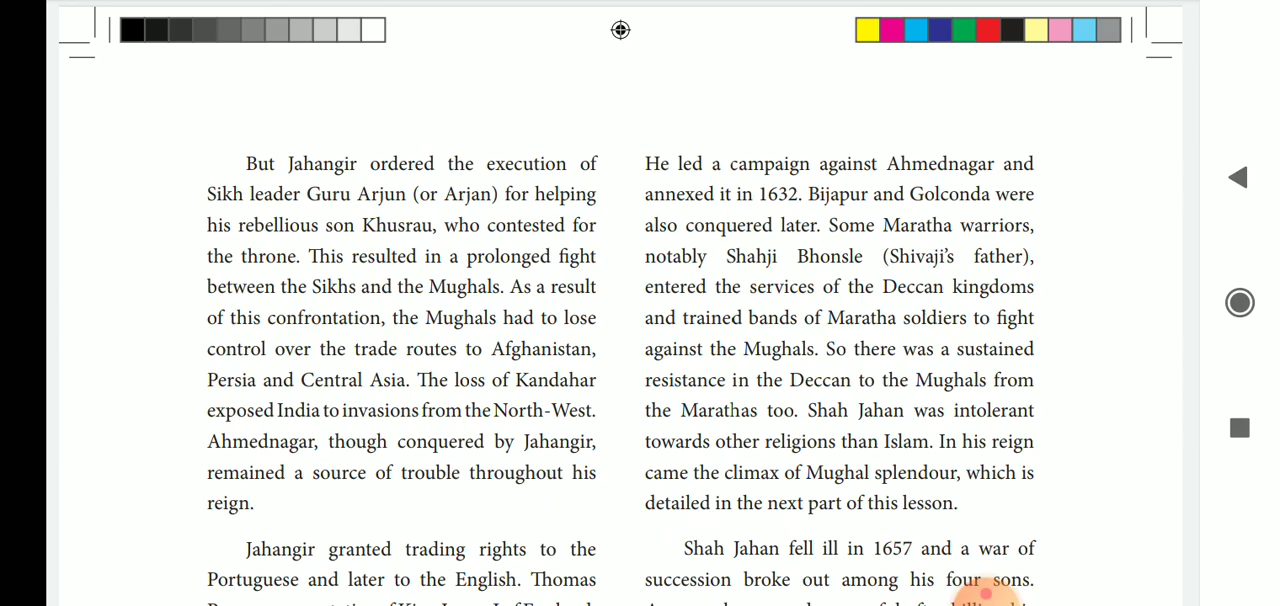 But Jahangir ordered the execution of
Sikh leader Guru Arjun (or Arjan) for helping
his rebellious son Khusrau, who contested for
the throne. This resulted in a prolonged fight
between the Sikhs and the Mughals. As a result
of this confrontation, the Mughals had to lose
control over the trade routes to Afghanistan,
Persia and Central Asia. The loss of Kandahar
exposed India to invasions from the North-West.
Ahmednagar, though conquered by Jahangir,
remained a source of trouble throughout his
reign.
Jahangir granted trading rights to the
Portuguese and later to the English. Thomas
He led a campaign against Ahmednagar and
annexed it in 1632. Bijapur and Golconda were
also conquered later. Some Maratha warriors,
notably Shahji Bhonsle (Shivaji’s father),
entered the services of the Deccan kingdoms
and trained bands of Maratha soldiers to fight
against the Mughals. So there was a sustained
resistance in the Deccan to the Mughals from
the Marathas too. Shah Jahan was intolerant
towards other religions than Islam. In his reign
came the climax of Mughal splendour, which is
detailed in the next part of this lesson.
Shah Jahan fell ill in 1657 and a war of
succession broke out among his four sons.